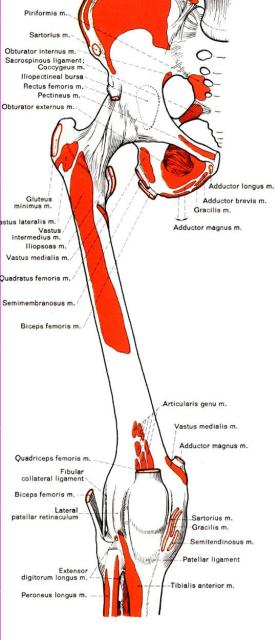 Piriformis m.
Sartorius m.
Obturator internus m.
Sacrospinous ligament;
Coccygeus m.
Iliopectineal bursa
Rectus femoris m.
Pectineus m.
Obturator externus m.
Adductor longus m.
Adductor brevis m.
Gracilis m.
Adductor magnus m.
Gluteus
minimus m.
astus lateralis m.
Vastus
intermedius m.
Iliopsoas m.
Vastus medialis m.
Quadratus femoris m.
Semimembranosus m.
Biceps femoris m.
Articularis genu m.
Vastus medialis m.
Adductor magnus m.
Quadriceps femoris m.
Fibular
collateral ligament
Biceps femoris m.
Lateral
patellar retinaculum
Sartorius m.
Gracilis m.
Semitendinosus m.
Patellar ligament
Extensor
digitorum longus m.
Tibialis anterior m.
Peroneus longus m.